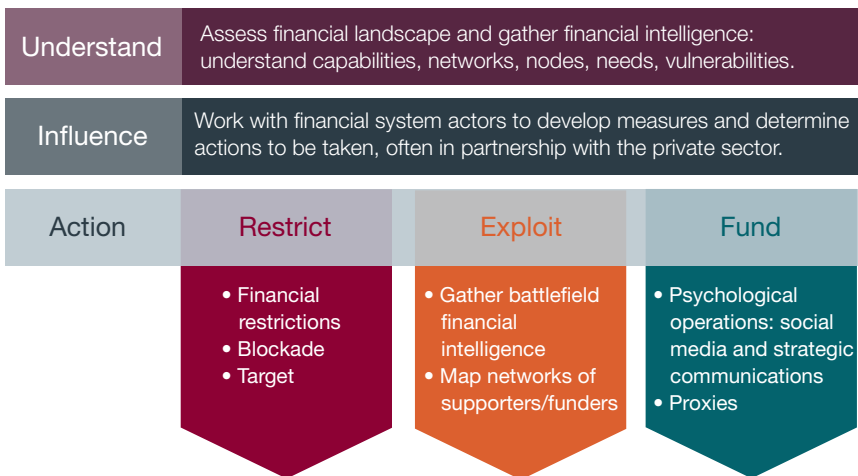 Understand
Assess financial landscape and gather financial intelligence:
understand capabilities, networks, nodes, needs, vulnerabilities.
Influence
Work with financial system actors to develop measures and determine
actions to be taken, often in partnership with the private sector.
Action
Restrict
Exploit
Fund
• Financial
restrictions
• Blockade
• Target
• Gather battlefield
financial
intelligence
• Map networks of
supporters/funders
• Psychological
operations: social
media and strategic
communications
• Proxies